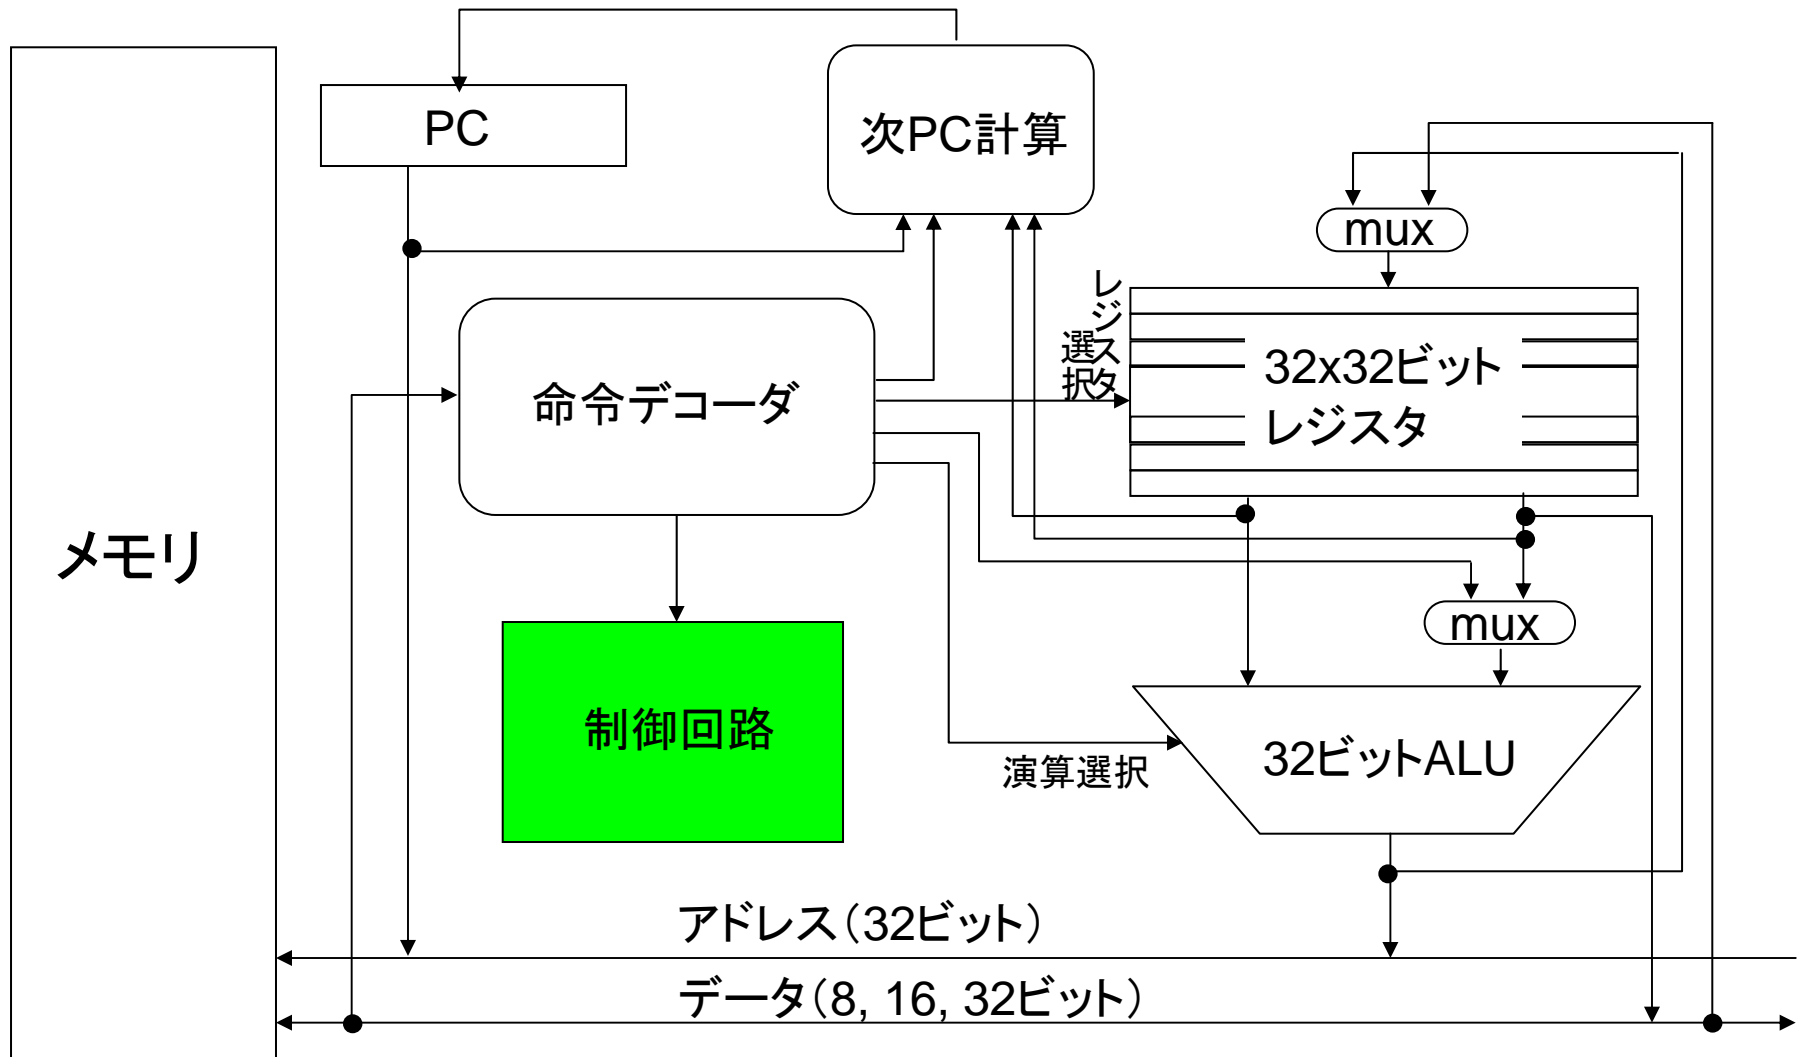 PC
次PC計算
mux
レジスタ
選択
32x32ビット
レジスタ
命令デコーダ
メモリ
mux
制御回路
32ビットALU
演算選択
アドレス(32ビット)
データ(8, 16, 32ビット)